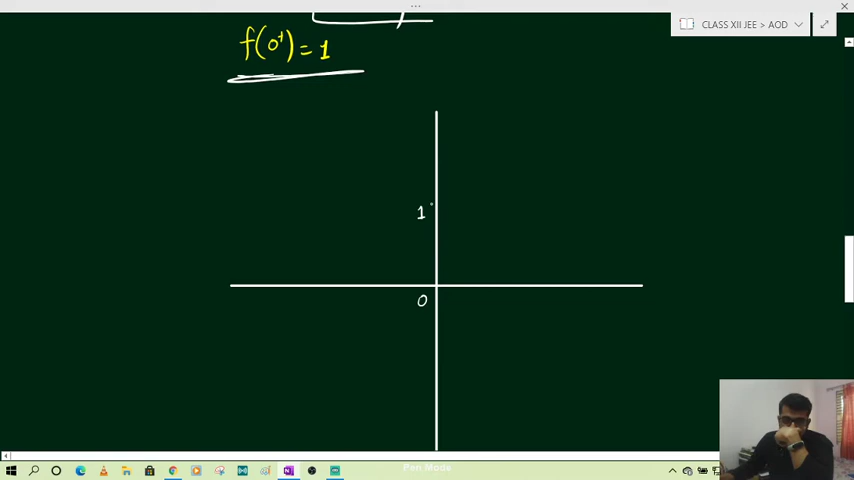 CLASS XII JEE > AOD
f(0⁺) = 1
1
0
Pen Mode